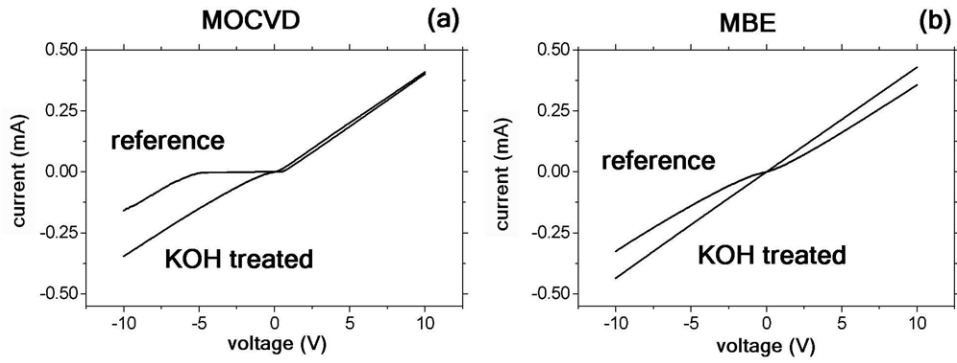 MOCVD
(a)
0.50
0.25
0.00
-0.25
-0.50
current (mA)
reference
KOH treated
-10
-5
0
5
10
voltage (V)
MBE
(b)
0.50
0.25
0.00
-0.25
-0.50
current (mA)
reference
KOH treated
-10
-5
0
5
10
voltage (V)